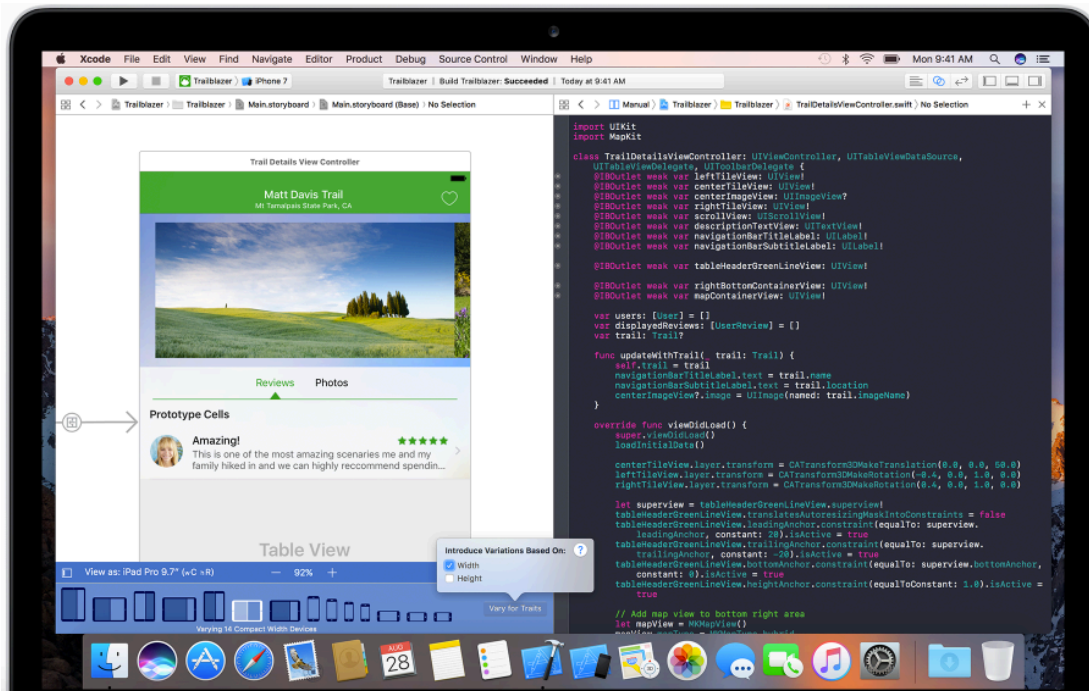 Xcode File Edit View Find Navigate Editor Product Debug Source Control Window Help Mon 9:41 AM
Trailblazer iPhone 7 Trailblazer | Build Trailblazer: Succeeded | Today at 9:41 AM
Trailblazer Trailblazer Main.storyboard Main.storyboard (Base) No Selection
Manual Trailblazer Trailblazer TrailDetailsViewController.swift No Selection
Trail Details View Controller
Matt Davis Trail
Mt Tamalpais State Park, CA
Reviews Photos
Prototype Cells
Amazing!
This is one of the most amazing scenaries me and my
family hiked in and we can highly reccommend spendin...
Table View
Introduce Variations Based On: ?
Width
Height
View as: iPad Pro 9.7" (wC hR) — 92% +
Vary for Traits
Varying 14 Compact Width Devices
import UIKit
import MapKit
class TrailDetailsViewController: UIViewController, UITableViewDataSource,
UITableViewDelegate, UIToolbarDelegate {
@IBOutlet weak var leftTileView: UIView!
@IBOutlet weak var centerTileView: UIView!
@IBOutlet weak var centerImageView: UIImageView?
@IBOutlet weak var rightTileView: UIView!
@IBOutlet weak var scrollView: UIScrollView!
@IBOutlet weak var descriptionTextView: UITextView!
@IBOutlet weak var navigationBarTitleLabel: UILabel!
@IBOutlet weak var navigationBarSubtitleLabel: UILabel!
@IBOutlet weak var tableHeaderGreenLineView: UIView!
@IBOutlet weak var rightBottomContainerView: UIView!
@IBOutlet weak var mapContainerView: UIView!
var users: [User] = []
var displayedReviews: [UserReview] = []
var trail: Trail?
func updateWithTrail(_ trail: Trail) {
self.trail = trail
navigationBarTitleLabel.text = trail.name
navigationBarSubtitleLabel.text = trail.location
centerImageView?.image = UIImage(named: trail.imageName)
}
override func viewDidLoad() {
super.viewDidLoad()
loadInitialData()
centerTileView.layer.transform = CATransform3DMakeTranslation(0.0, 0.0, 50.0)
leftTileView.layer.transform = CATransform3DMakeRotation(-0.4, 0.0, 1.0, 0.0)
rightTileView.layer.transform = CATransform3DMakeRotation(0.4, 0.0, 1.0, 0.0)
let superview = tableHeaderGreenLineView.superview!
tableHeaderGreenLineView.translatesAutoresizingMaskIntoConstraints = false
tableHeaderGreenLineView.leadingAnchor.constraint(equalTo: superview.
leadingAnchor, constant: 20).isActive = true
tableHeaderGreenLineView.trailingAnchor.constraint(equalTo: superview.
trailingAnchor, constant: -20).isActive = true
tableHeaderGreenLineView.bottomAnchor.constraint(equalTo: superview.bottomAnchor,
constant: 0).isActive = true
tableHeaderGreenLineView.heightAnchor.constraint(equalToConstant: 1.0).isActive =
true
// Add map view to bottom right area
let mapView = MKMapView()
AUG
28